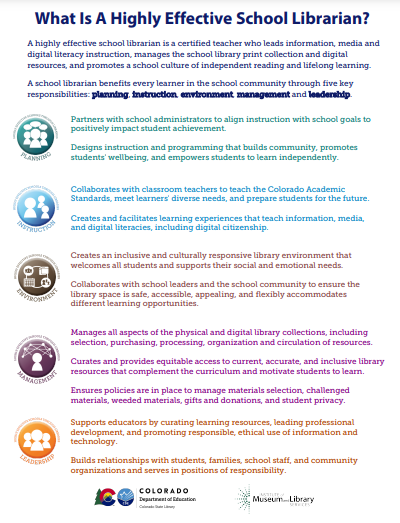 What Is A Highly Effective School Librarian?
A highly effective school librarian is a certified teacher who leads information, media and
digital literacy instruction, manages the school library print collection and digital
resources, and promotes a school culture of independent reading and lifelong learning.
A school librarian benefits every learner in the school community through five key
responsibilities: planning, instruction, environment, management and leadership.
PLANNING
Partners with school administrators to align instruction with school goals to
positively impact student achievement.
Designs instruction and programming that builds community, promotes
students' wellbeing, and empowers students to learn independently.
INSTRUCTION
Collaborates with classroom teachers to teach the Colorado Academic
Standards, meet learners' diverse needs, and prepare students for the future.
Creates and facilitates learning experiences that teach information, media,
and digital literacies, including digital citizenship.
ENVIRONMENT
Creates an inclusive and culturally responsive library environment that
welcomes all students and supports their social and emotional needs.
Collaborates with school leaders and the school community to ensure the
library space is safe, accessible, appealing, and flexibly accommodates
different learning opportunities.
MANAGEMENT
Manages all aspects of the physical and digital library collections, including
selection, purchasing, processing, organization and circulation of resources.
Curates and provides equitable access to current, accurate, and inclusive library
resources that complement the curriculum and motivate students to learn.
Ensures policies are in place to manage materials selection, challenged
materials, weeded materials, gifts and donations, and student privacy.
LEADERSHIP
Supports educators by curating learning resources, leading professional
development, and promoting responsible, ethical use of information and
technology.
Builds relationships with students, families, school staff, and community
organizations and serves in positions of responsibility.
COLORADO
Department of Education
Colorado State Library
Museum and Library